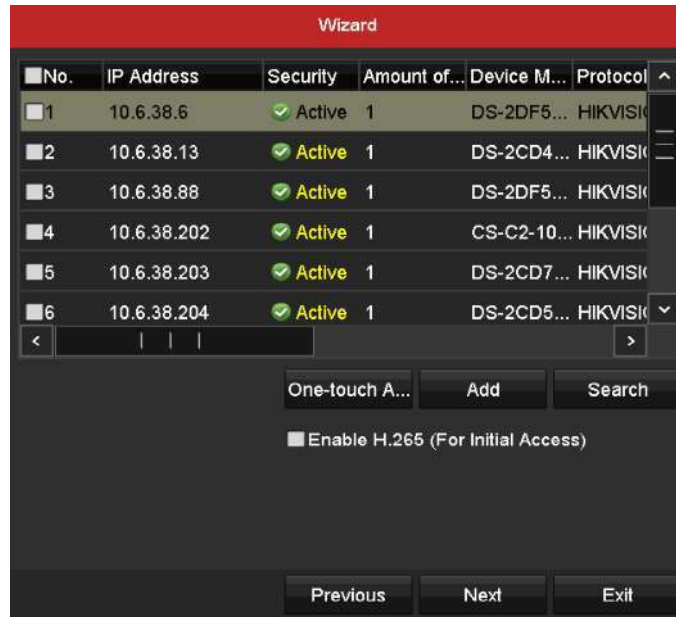 Wizard
No. IP Address Security Amount of... Device M... Protocol
1 10.6.38.6 Active 1 DS-2DF5... HIKVISI
2 10.6.38.13 Active 1 DS-2CD4... HIKVISI
3 10.6.38.88 Active 1 DS-2DF5... HIKVISI
4 10.6.38.202 Active 1 CS-C2-10... HIKVISI
5 10.6.38.203 Active 1 DS-2CD7... HIKVISI
6 10.6.38.204 Active 1 DS-2CD5... HIKVISI
One-touch A... Add Search
Enable H.265 (For Initial Access)
Previous Next Exit